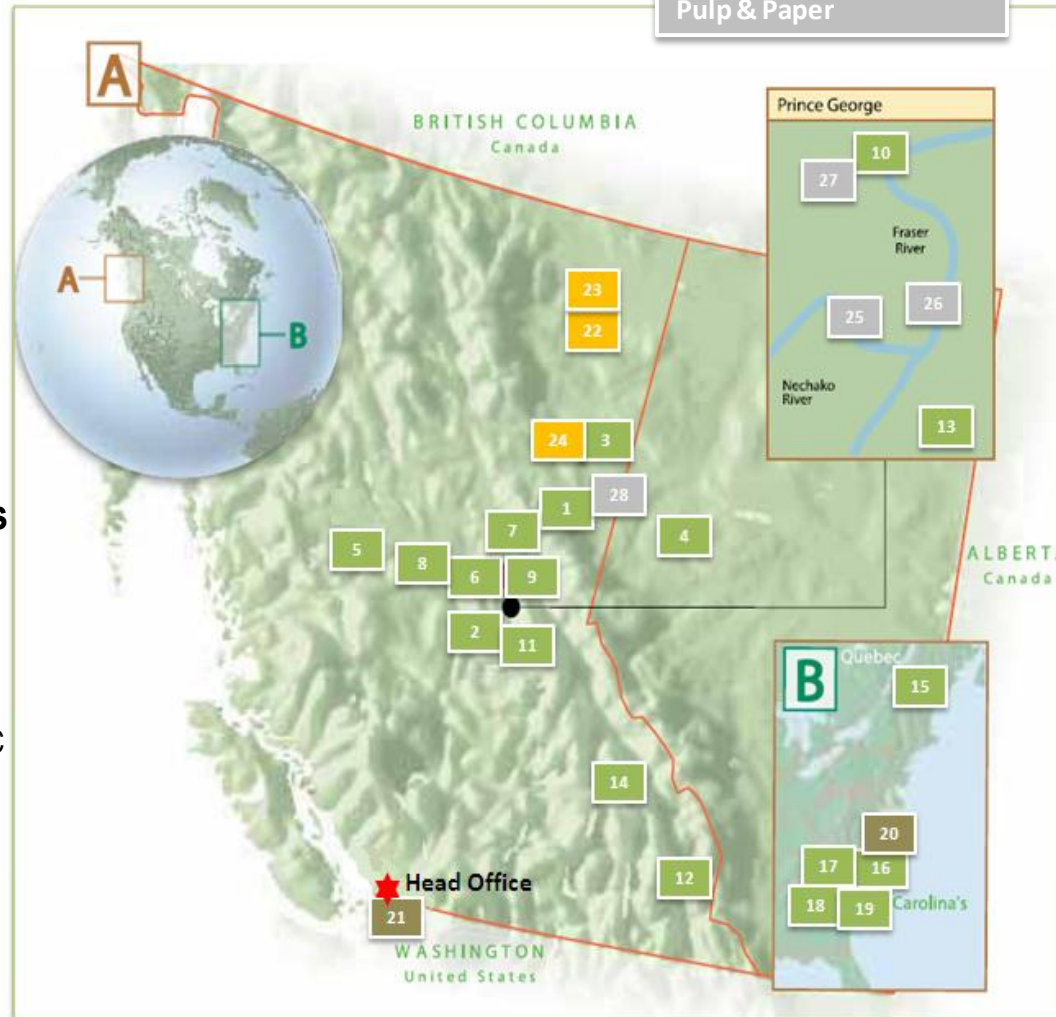 Pulp & Paper
A
BRITISH COLUMBIA
Canada
Prince George
10
27
Fraser
River
26
25
Nechako
River
13
A
B
23
22
24
3
28
1
7
4
5
8
6
9
2
11
ALBERTA
Canada
s
C
B
Quebec
15
20
17
16
18
19
Carolina's
14
12
Head Office
21
WASHINGTON
United States